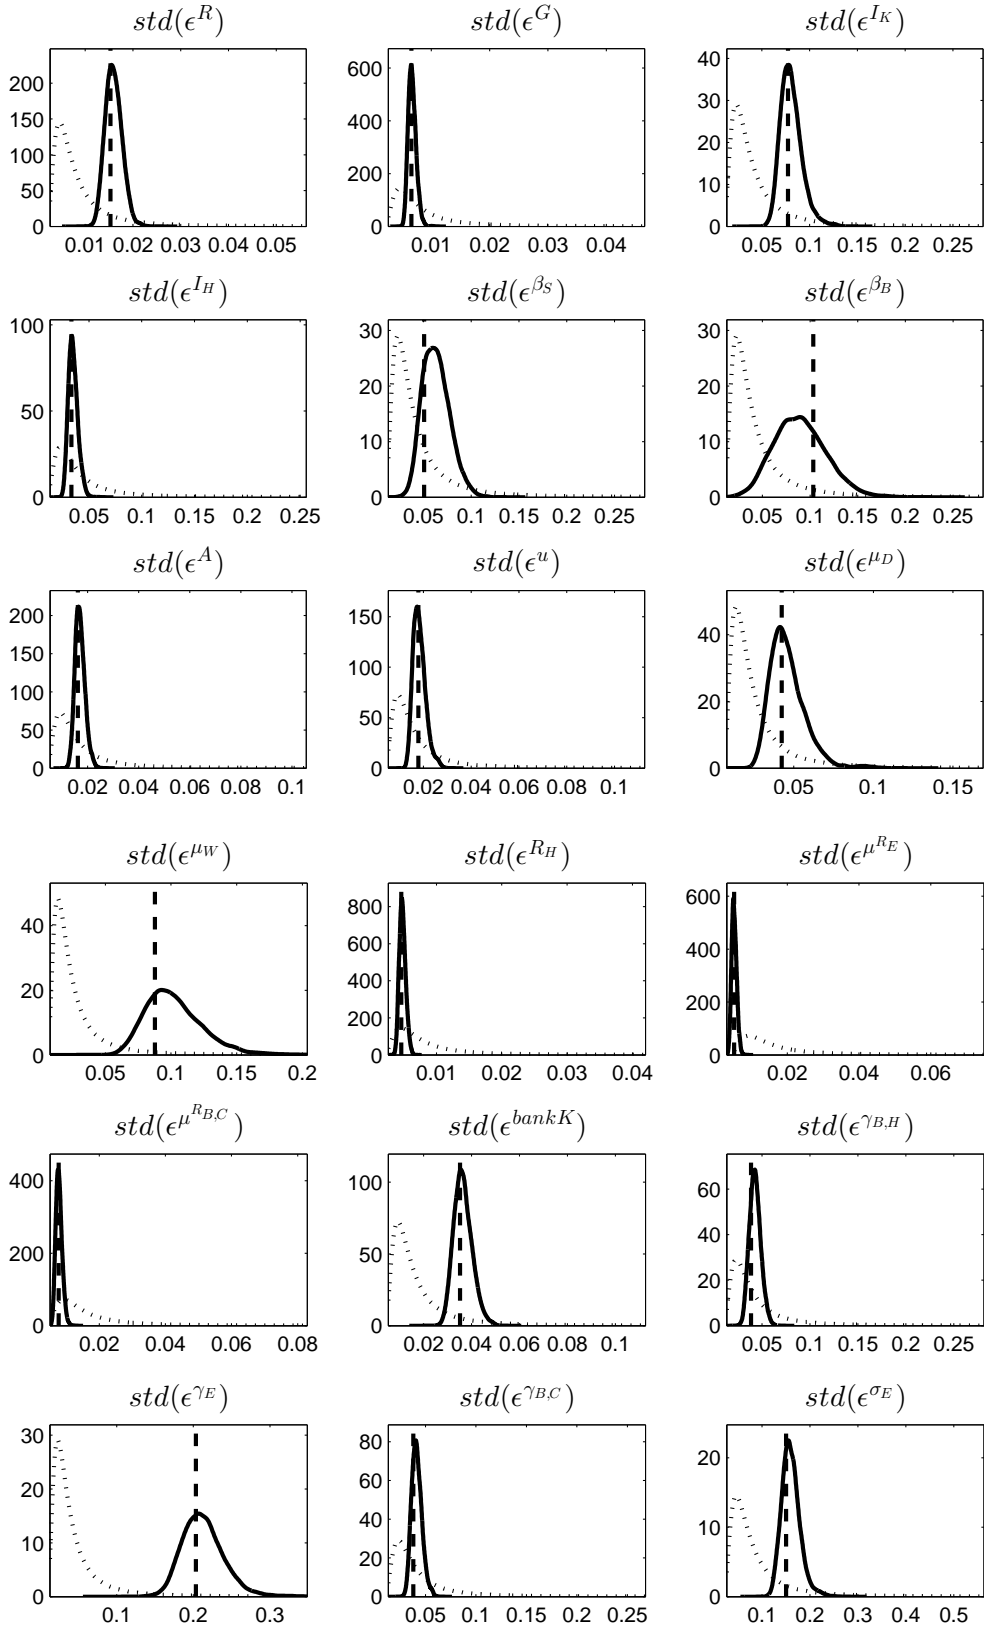 std(ϵ^R) std(ϵ^G) std(ϵ^{I_K})
200 600 40
150 400 30
100 200 20
50 0 10
0 0.01 0.02 0.03 0.04 0.05 0.01 0.02 0.03 0.04 0 0.05 0.1 0.15 0.2 0.25
std(ϵ^{I_H}) std(ϵ^{β_S}) std(ϵ^{β_B})
100 30 30
50 20 20
0 10 10
0.05 0.1 0.15 0.2 0.25 0 0.05 0.1 0.15 0.2 0.25 0 0.05 0.1 0.15 0.2 0.25
std(ϵ^A) std(ϵ^u) std(ϵ^{μ_D})
200 150 40
150 100 20
100 50 0
50 0 0.05 0.1 0.15
0 0.02 0.04 0.06 0.08 0.1 0.02 0.04 0.06 0.08 0.1
std(ϵ^{μ_W}) std(ϵ^{R_H}) std(ϵ^{μ^{R_E}})
40 800 600
20 600 400
0 400 200
0.05 0.1 0.15 0.2 200 0
0 0.01 0.02 0.03 0.04 0.02 0.04 0.06
std(ϵ^{μ^{R_{B,C}}}) std(ϵ^{bankK}) std(ϵ^{γ_{B,H}})
400 100 60
200 50 40
0 0 20
0.02 0.04 0.06 0.08 0.02 0.04 0.06 0.08 0.1 0 0.05 0.1 0.15 0.2 0.25
std(ϵ^{γ_E}) std(ϵ^{γ_{B,C}}) std(ϵ^{σ_E})
30 80 20
20 60 10
10 40 0
0 20 0.1 0.2 0.3 0.4 0.5
0.1 0.2 0.3 0 0.05 0.1 0.15 0.2 0.25